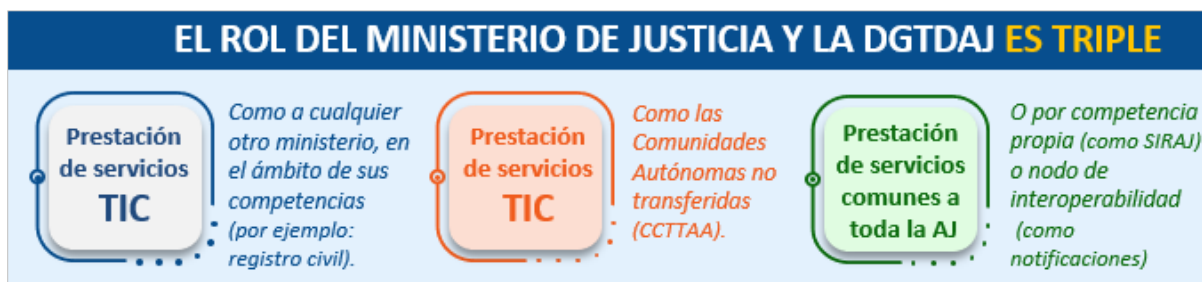 EL ROL DEL MINISTERIO DE JUSTICIA Y LA DGTDAJ ES TRIPLE
Prestación
de servicios
TIC
Como a cualquier
otro ministerio, en
el ámbito de sus
competencias
(por ejemplo:
registro civil).
Prestación
de servicios
TIC
Como las
Comunidades
Autónomas no
transferidas
(CCTTAA).
Prestación
de servicios
comunes a
toda la AJ
O por competencia
propia (como SIRAJ)
o nodo de
interoperabilidad
(como
notificaciones)